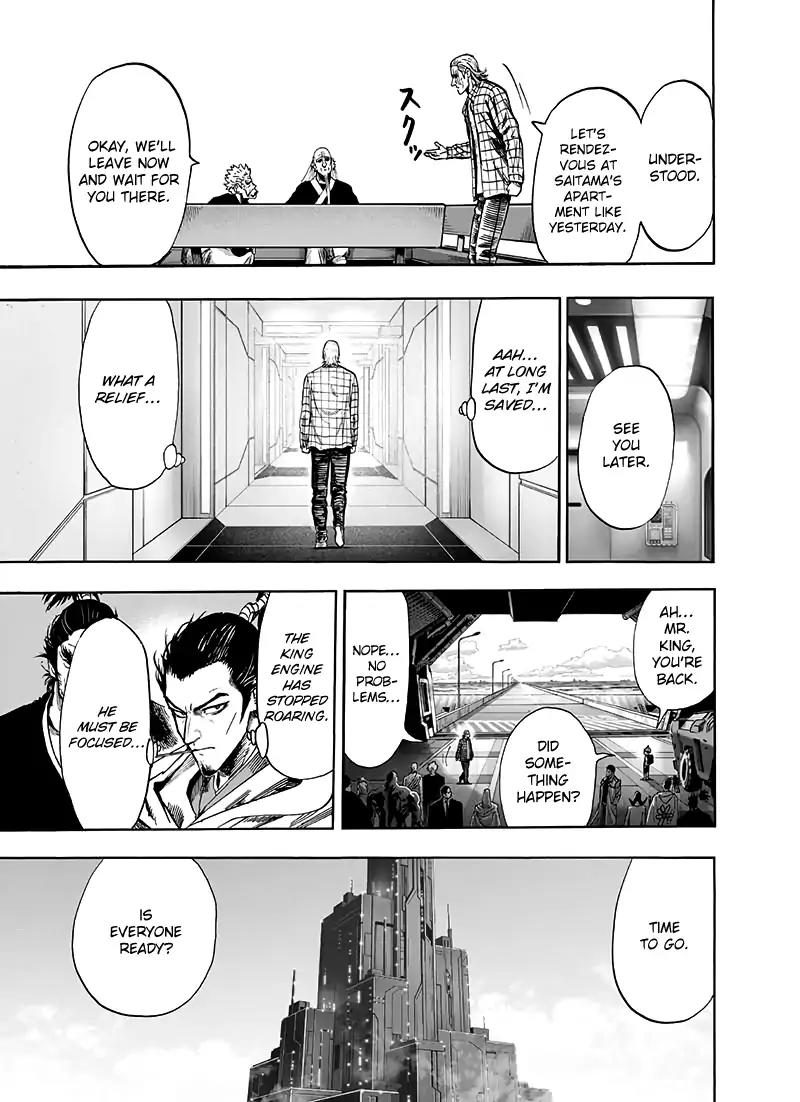 UNDER-
STOOD.
LET'S
RENDEZ-
VOUS AT
SAITAMA'S
APART-
MENT LIKE
YESTERDAY.
スクッ
OKAY, WE'LL
LEAVE NOW
AND WAIT FOR
YOU THERE.
SEE
YOU
LATER.
AAH...
AT LONG
LAST, I'M
SAVED...
WHAT A
RELIEF...
AH...
MR.
KING,
YOU'RE
BACK.
DID
SOME-
THING
HAPPEN?
NOPE...
NO
PROB-
LEMS...
THE
KING
ENGINE
HAS
STOPPED
ROARING.
HE
MUST BE
FOCUSED...
TIME
TO GO.
IS
EVERYONE
READY?